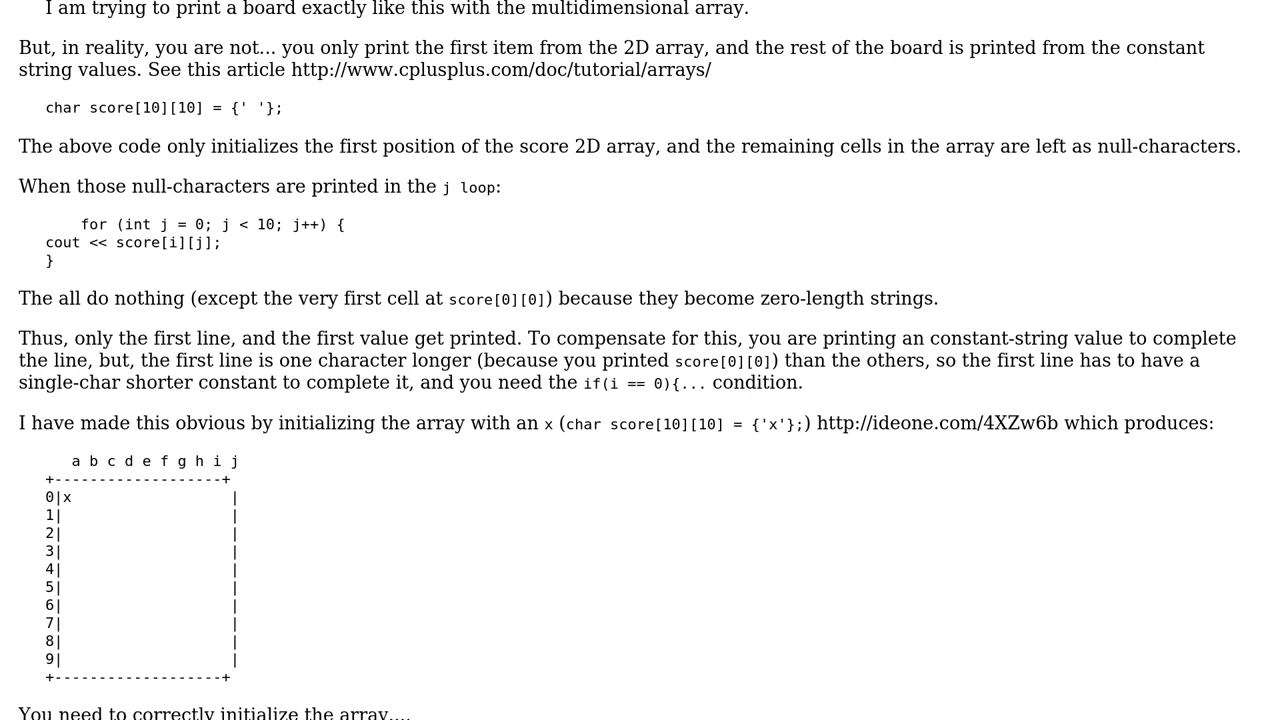 I am trying to print a board exactly like this with the multidimensional array.
But, in reality, you are not... you only print the first item from the 2D array, and the rest of the board is printed from the constant
string values. See this article http://www.cplusplus.com/doc/tutorial/arrays/
char score[10][10] = {' '};
The above code only initializes the first position of the score 2D array, and the remaining cells in the array are left as null-characters.
When those null-characters are printed in the j loop:
    for (int j = 0; j < 10; j++) {
cout << score[i][j];
}
The all do nothing (except the very first cell at score[0][0]) because they become zero-length strings.
Thus, only the first line, and the first value get printed. To compensate for this, you are printing an constant-string value to complete
the line, but, the first line is one character longer (because you printed score[0][0]) than the others, so the first line has to have a
single-char shorter constant to complete it, and you need the if(i == 0){... condition.
I have made this obvious by initializing the array with an x (char score[10][10] = {'x'};) http://ideone.com/4XZw6b which produces:
   a b c d e f g h i j
+-------------------+
0|x                  |
1|                   |
2|                   |
3|                   |
4|                   |
5|                   |
6|                   |
7|                   |
8|                   |
9|                   |
+-------------------+
You need to correctly initialize the array....